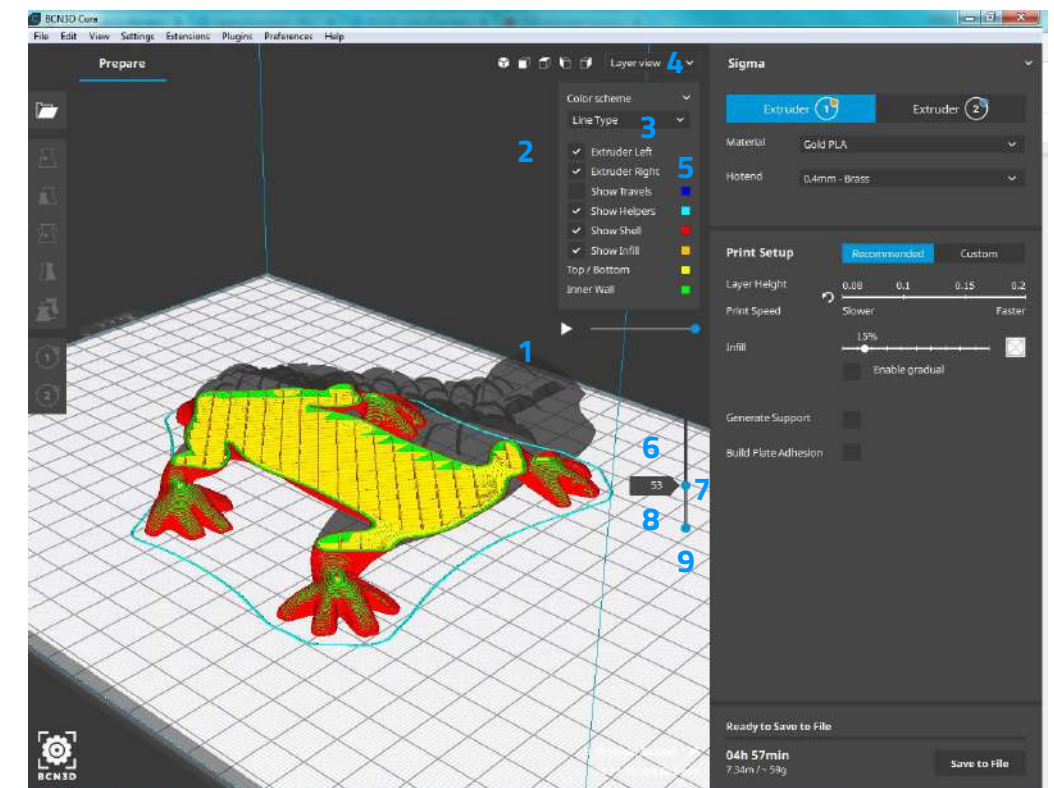 BCN3D Cura
File Edit View Settings Extensions Plugins Preferences Help
Prepare
Layer view 4
Sigma
Color scheme
Line Type 3
2
Extruder Left
Extruder Right 5
Show Travels
Show Helpers
Show Shell
Show Infill
Top / Bottom
Inner Wall
1
6
53 7
8
9
1
2
Extruder 1
Extruder 2
Material Gold PLA
Hotend 0.4mm - Brass
Print Setup Recommended Custom
Layer Height 0.08 0.1 0.15 0.2
Print Speed Slower Faster
15%
Infill
Enable gradual
Generate Support
Build Plate Adhesion
Ready to Save to File
04h 57min
7.34m / ~ 59g
Save to File
BCN3D